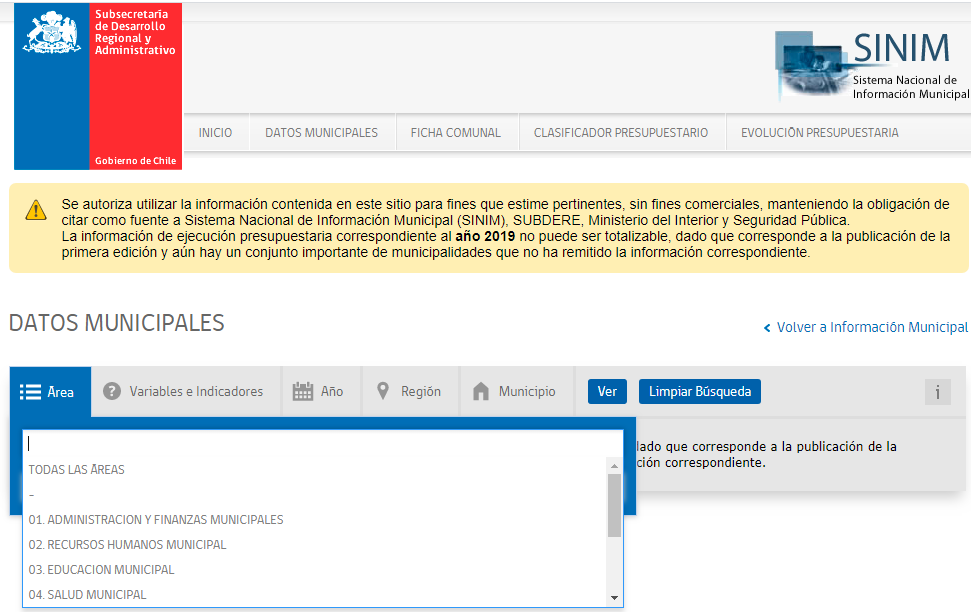 Subsecretaría
de Desarrollo
Regional y
Administrativo
Gobierno de Chile
SINIM
Sistema Nacional de
Información Municipal
INICIO
DATOS MUNICIPALES
FICHA COMUNAL
CLASIFICADOR PRESUPUESTARIO
EVOLUCIÓN PRESUPUESTARIA
Se autoriza utilizar la información contenida en este sitio para fines que estime pertinentes, sin fines comerciales, manteniendo la obligación de
citar como fuente a Sistema Nacional de Información Municipal (SINIM), SUBDERE, Ministerio del Interior y Seguridad Pública.
La información de ejecución presupuestaria correspondiente al año 2019 no puede ser totalizable, dado que corresponde a la publicación de la
primera edición y aún hay un conjunto importante de municipalidades que no ha remitido la información correspondiente.
DATOS MUNICIPALES
< Volver a Información Municipal
Área
? Variables e Indicadores
Año
Región
Municipio
Ver
Limpiar Búsqueda
i
dado que corresponde a la publicación de la
ción correspondiente.
TODAS LAS ÁREAS
-
01. ADMINISTRACION Y FINANZAS MUNICIPALES
02. RECURSOS HUMANOS MUNICIPAL
03. EDUCACION MUNICIPAL
04. SALUD MUNICIPAL